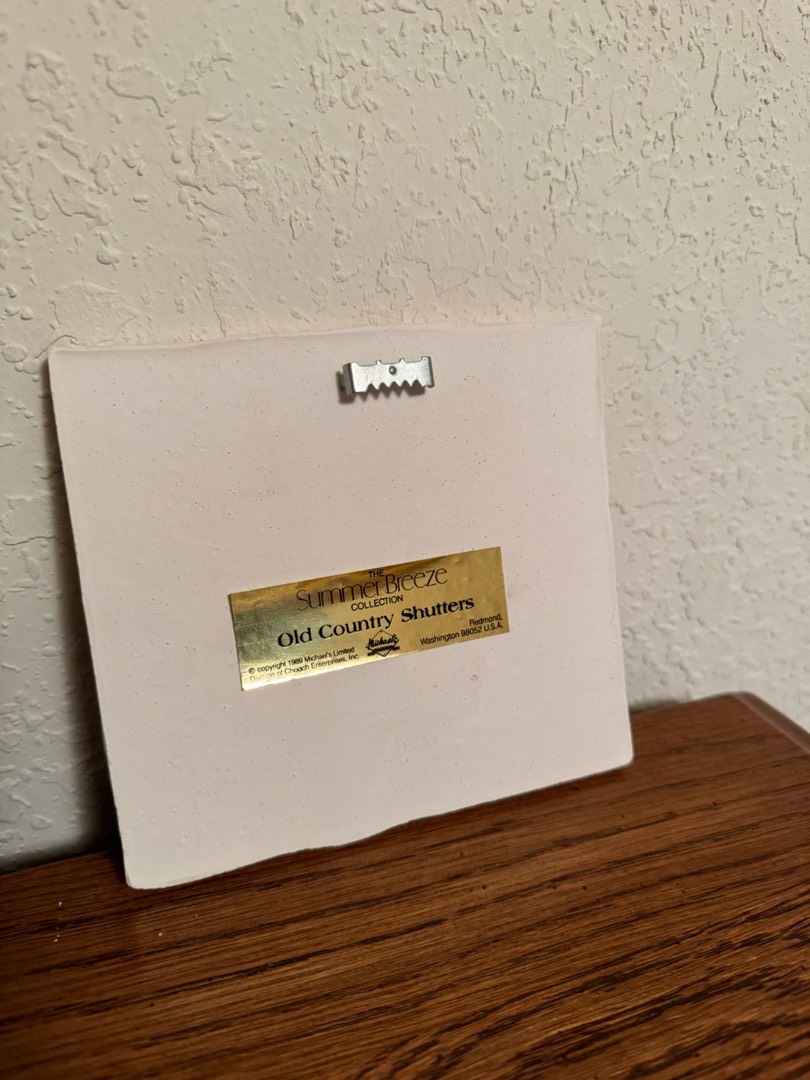 THE
Summer Breeze
COLLECTION
Old Country Shutters
© copyright 1989 Michael's Limited
Division of Chooch Enterprises, Inc.
Michael's
Redmond,
Washington 98052 U.S.A.